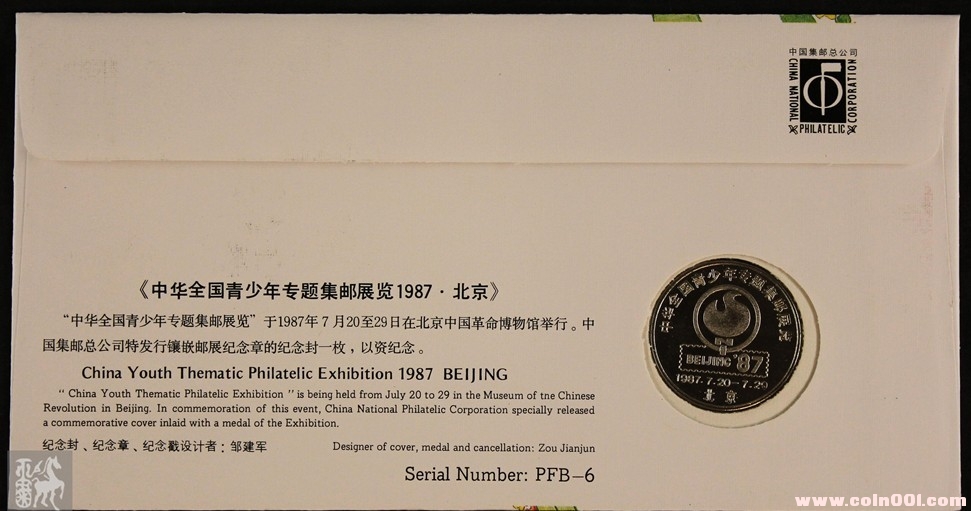 中国集邮总公司
CHINA NATIONAL
PHILATELIC
CORPORATION
《中华全国青少年专题集邮展览1987·北京》
“中华全国青少年专题集邮展览”于1987年7月20至29日在北京中国革命博物馆举行。中
国集邮总公司特发行镶嵌邮展纪念章的纪念封一枚，以资纪念。
China Youth Thematic Philatelic Exhibition 1987 BEIJING
“ China Youth Thematic Philatelic Exhibition ” is being held from July 20 to 29 in the Museum of tne Chinese
Revolution in Beijing. In commemoration of this event, China National Philatelic Corporation specially released
a commemorative cover inlaid with a medal of the Exhibition.
纪念封、纪念章、纪念戳设计者：邹建军
Designer of cover, medal and cancellation: Zou Jianjun
Serial Number: PFB—6
中华全国青少年专题集邮展览
BEIJING '87
1987.7.20-7.29
北京
www.coin001.com